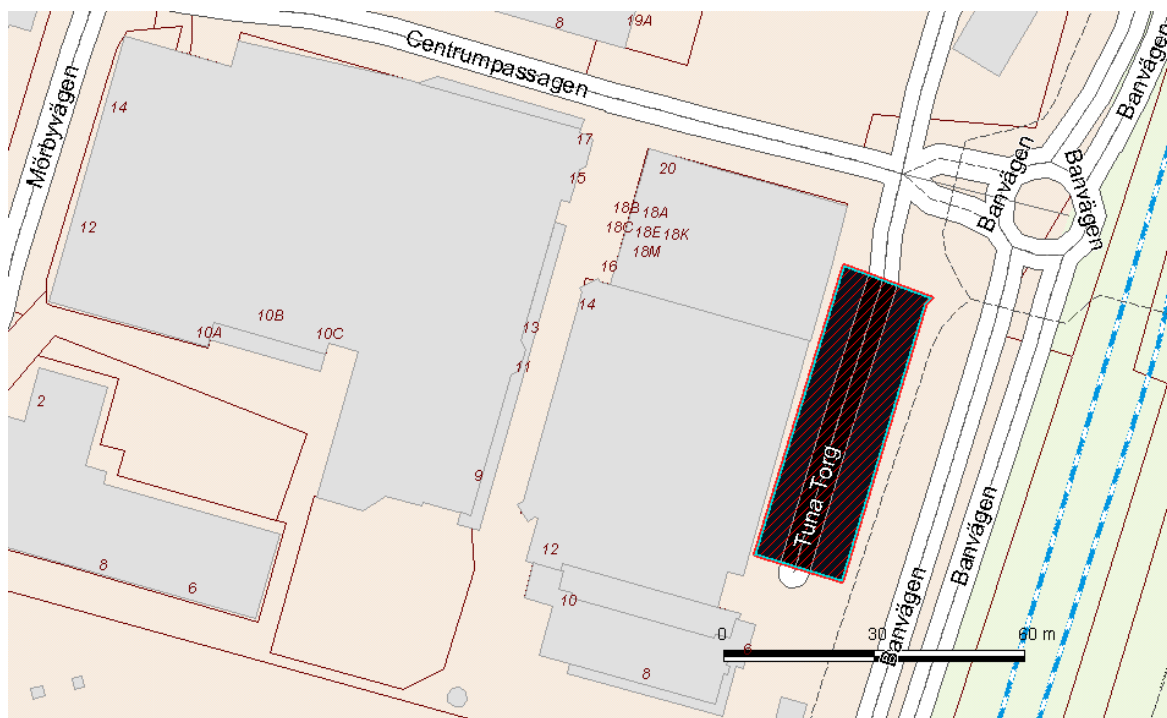 8
19A
Centrumpassagen
Banvägen
14
Mörbyvägen
17
15
20
Banvägen
Banvägen
18B
18A
18C
18E
18K
18M
12
16
14
10B
10A
10C
13
11
2
9
Tuna Torg
12
8
6
10
Banvägen
Banvägen
0
30
60 m
6
8